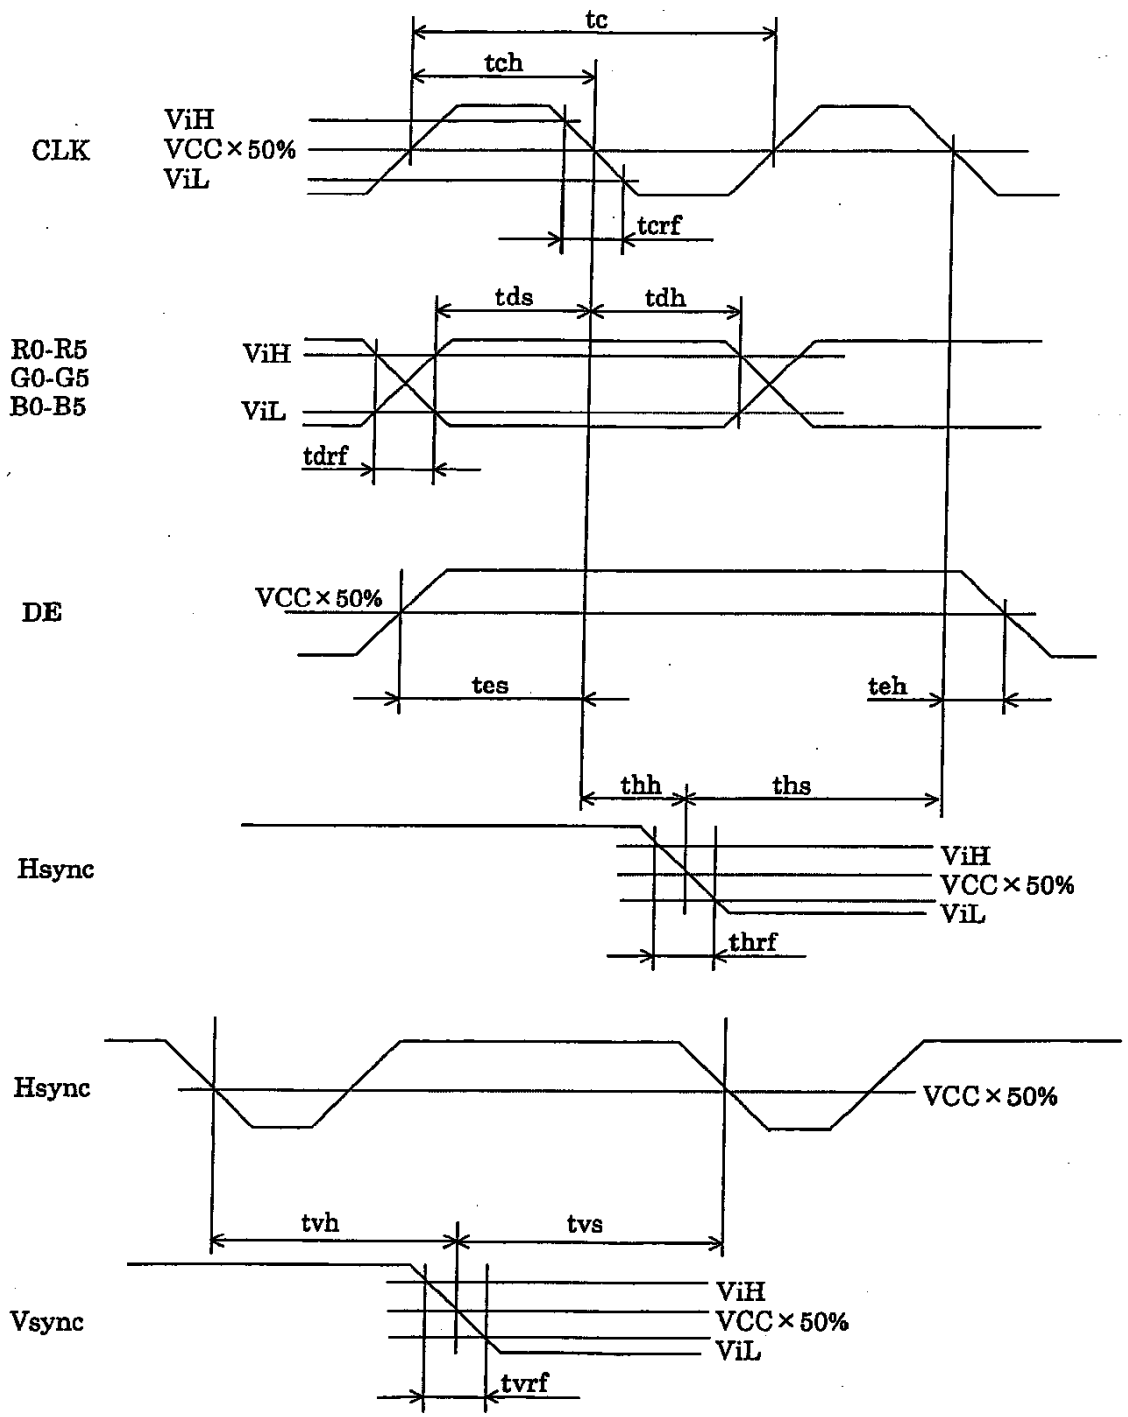 tc
tch
CLK
ViH
VCC×50%
ViL
tcrf
tds
tdh
R0-R5
G0-G5
B0-B5
ViH
ViL
tdrf
DE
VCC×50%
tes
teh
thh
ths
Hsync
ViH
VCC×50%
ViL
thrf
Hsync
VCC×50%
tvh
tvs
Vsync
ViH
VCC×50%
ViL
tvrf